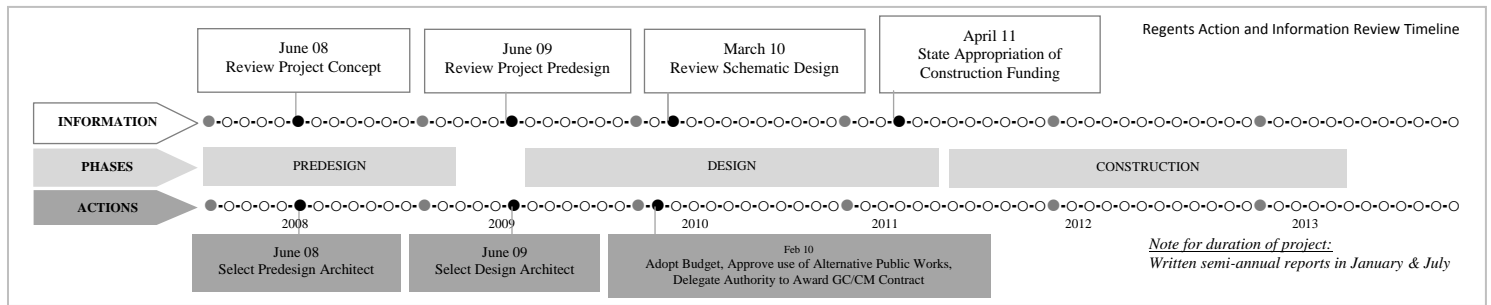 Regents Action and Information Review Timeline
June 08
Review Project Concept
June 09
Review Project Predesign
March 10
Review Schematic Design
April 11
State Appropriation of
Construction Funding
INFORMATION
PHASES
PREDESIGN
DESIGN
CONSTRUCTION
ACTIONS
2008
2009
2010
2011
2012
2013
June 08
Select Predesign Architect
June 09
Select Design Architect
Feb 10
Adopt Budget, Approve use of Alternative Public Works,
Delegate Authority to Award GC/CM Contract
Note for duration of project:
Written semi-annual reports in January & July